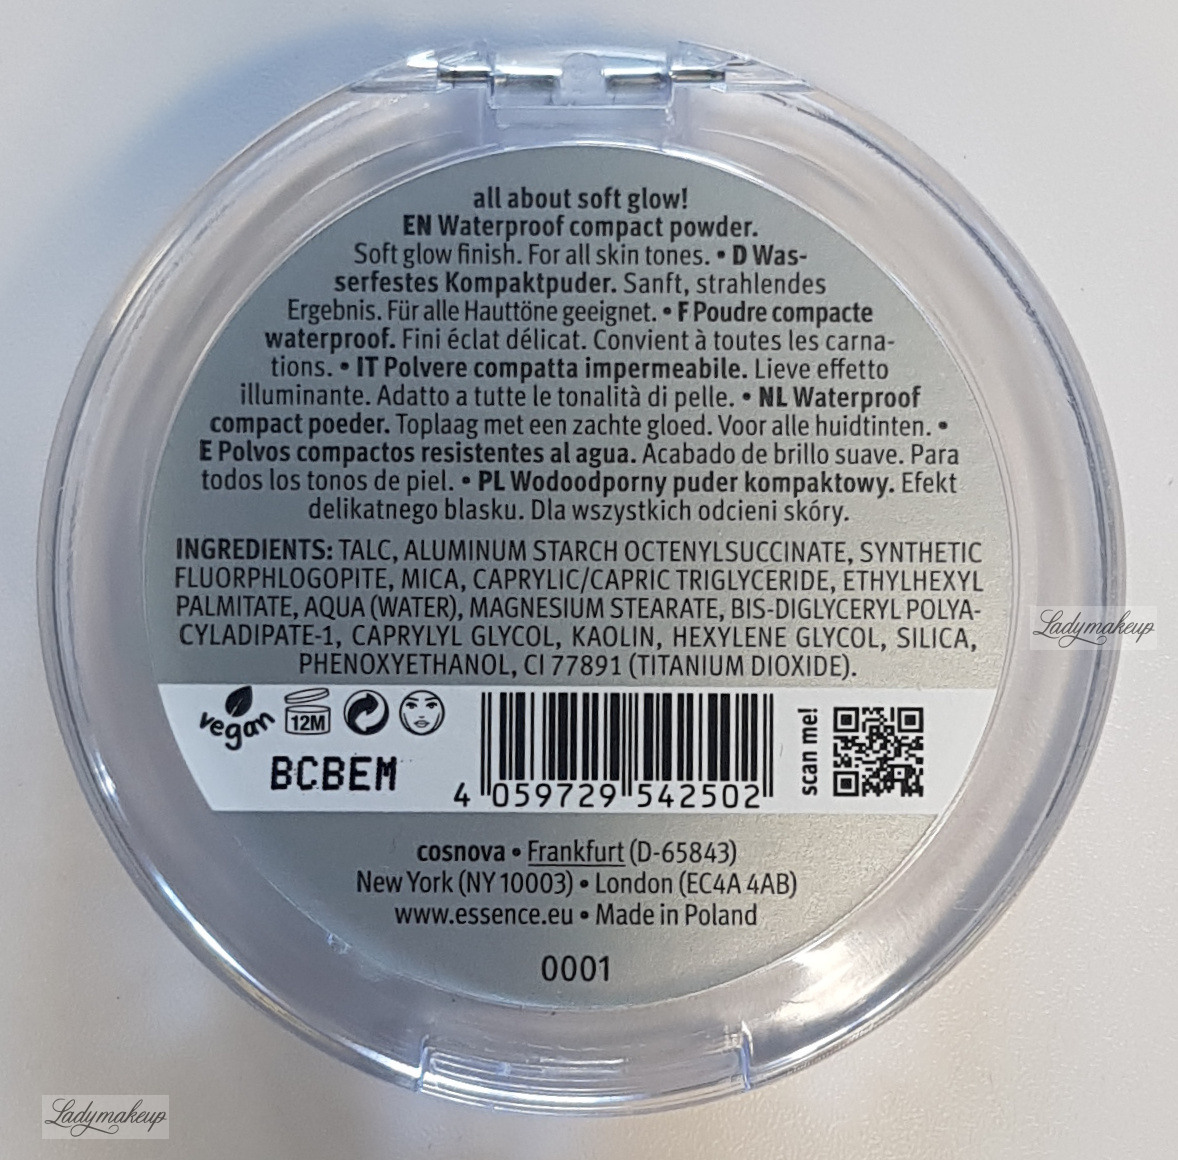 all about soft glow!
EN Waterproof compact powder.
Soft glow finish. For all skin tones. • D Was-
serfestes Kompaktpuder. Sanft, strahlendes
Ergebnis. Für alle Hauttöne geeignet. • F Poudre compacte
waterproof. Fini éclat délicat. Convient à toutes les carna-
tions. • IT Polvere compatta impermeabile. Lieve effetto
illuminante. Adatto a tutte le tonalità di pelle. • NL Waterproof
compact poeder. Toplaag met een zachte gloed. Voor alle huidtinten. •
E Polvos compactos resistentes al agua. Acabado de brillo suave. Para
todos los tonos de piel. • PL Wodoodporny puder kompaktowy. Efekt
delikatnego blasku. Dla wszystkich odcieni skóry.
INGREDIENTS: TALC, ALUMINUM STARCH OCTENYLSUCCINATE, SYNTHETIC
FLUORPHLOGOPITE, MICA, CAPRYLIC/CAPRIC TRIGLYCERIDE, ETHYLHEXYL
PALMITATE, AQUA (WATER), MAGNESIUM STEARATE, BIS-DIGLYCERYL POLYA-
CYLADIPATE-1, CAPRYLYL GLYCOL, KAOLIN, HEXYLENE GLYCOL, SILICA,
PHENOXYETHANOL, CI 77891 (TITANIUM DIOXIDE).
Ladymakeup
vegan
12M
BCBEM
4 059729 542502
scan me!
cosnova • Frankfurt (D-65843)
New York (NY 10003) • London (EC4A 4AB)
www.essence.eu • Made in Poland
0001
Ladymakeup